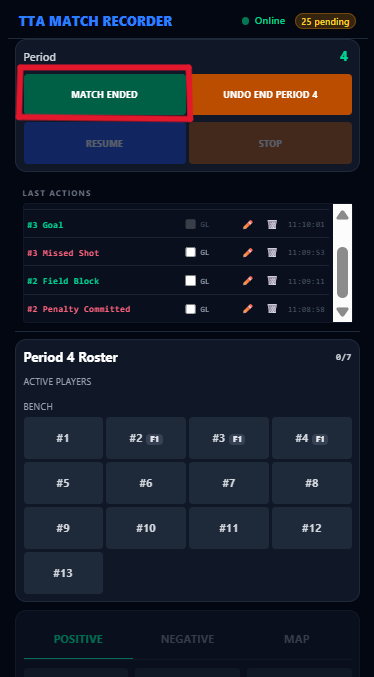 TTA MATCH RECORDER Online 25 pending
Period 4
MATCH ENDED UNDO END PERIOD 4
RESUME STOP
LAST ACTIONS
#3 Goal GL 11:10:01
#3 Missed Shot GL 11:09:53
#2 Field Block GL 11:09:11
#2 Penalty Committed GL 11:08:58
Period 4 Roster 0/7
ACTIVE PLAYERS
BENCH
#1 #2 F1 #3 F1 #4 F1
#5 #6 #7 #8
#9 #10 #11 #12
#13
POSITIVE NEGATIVE MAP